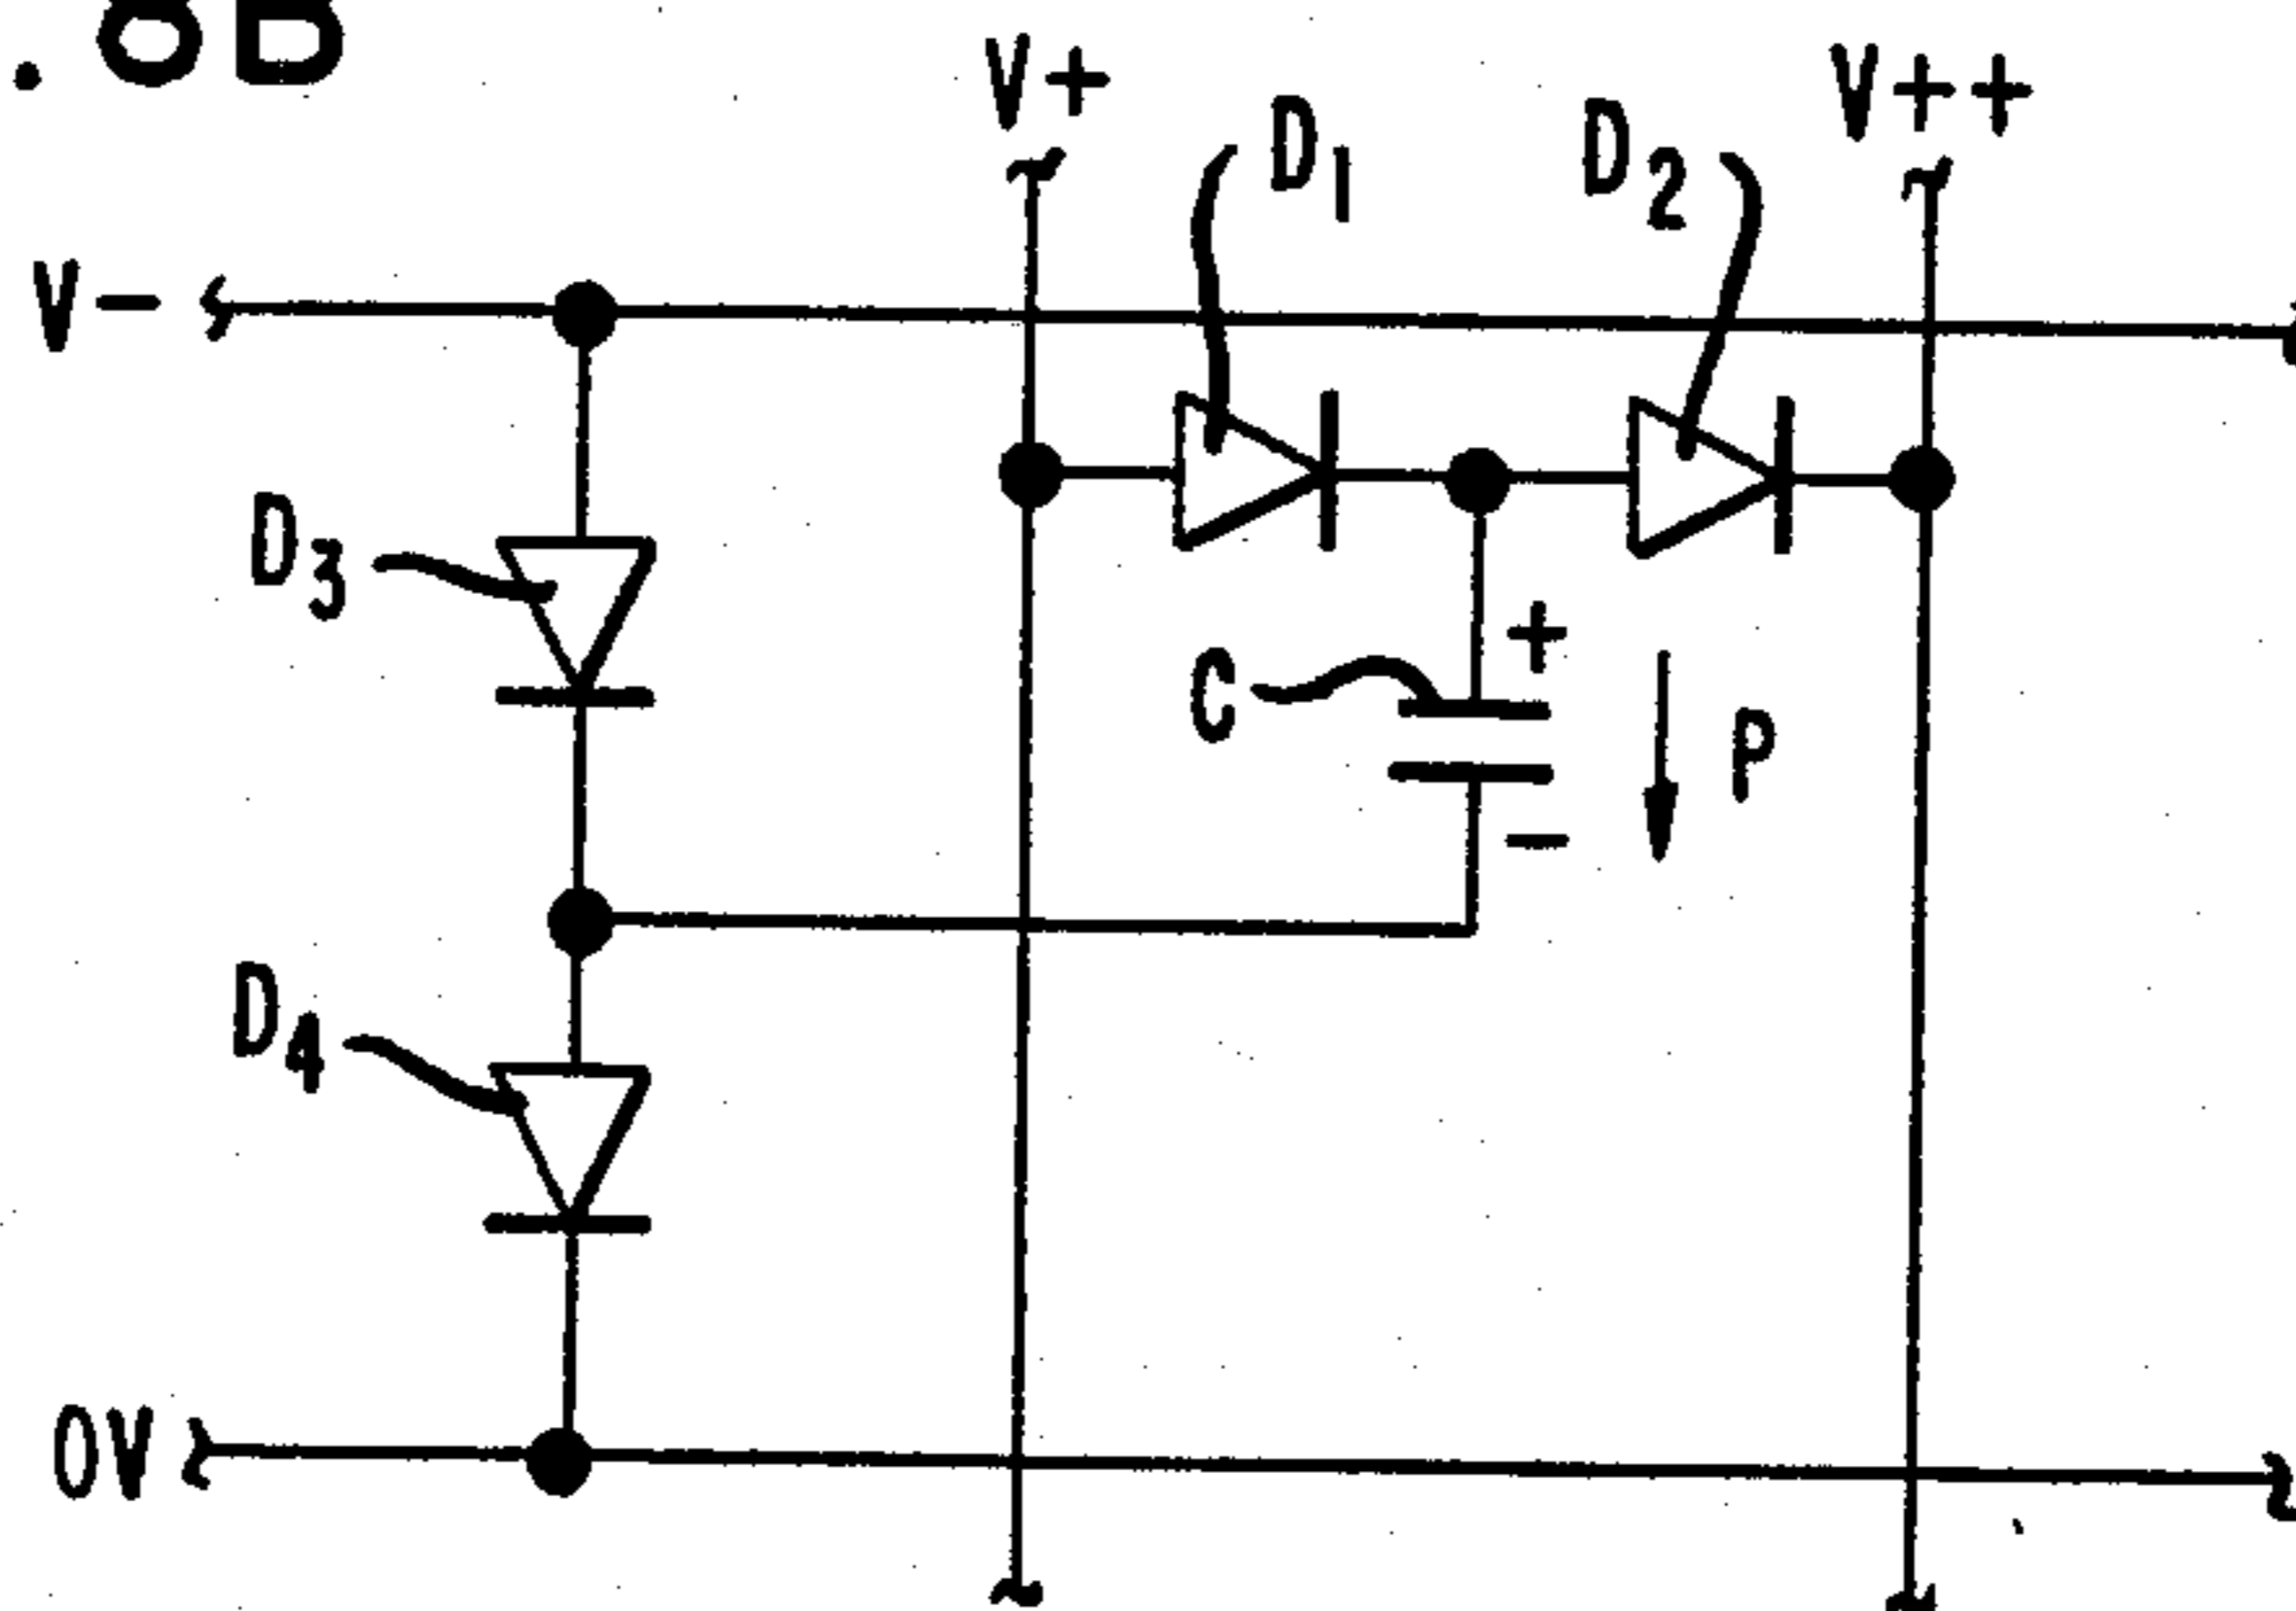 . 8B
V+
D1
D2
V++
V-
D3
+
C
P
-
D4
0V